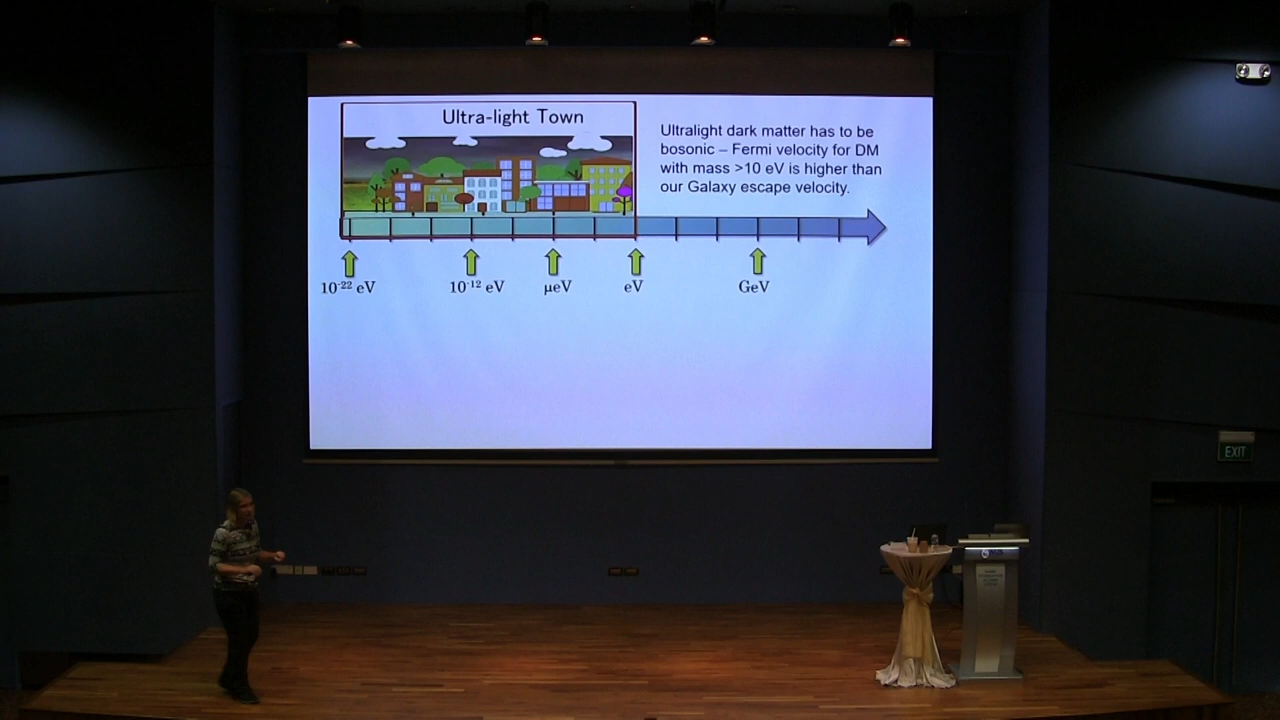 Ultra-light Town
Ultralight dark matter has to be
bosonic – Fermi velocity for DM
with mass >10 eV is higher than
our Galaxy escape velocity.
10⁻²² eV
10⁻¹² eV
μeV
eV
GeV
EXIT